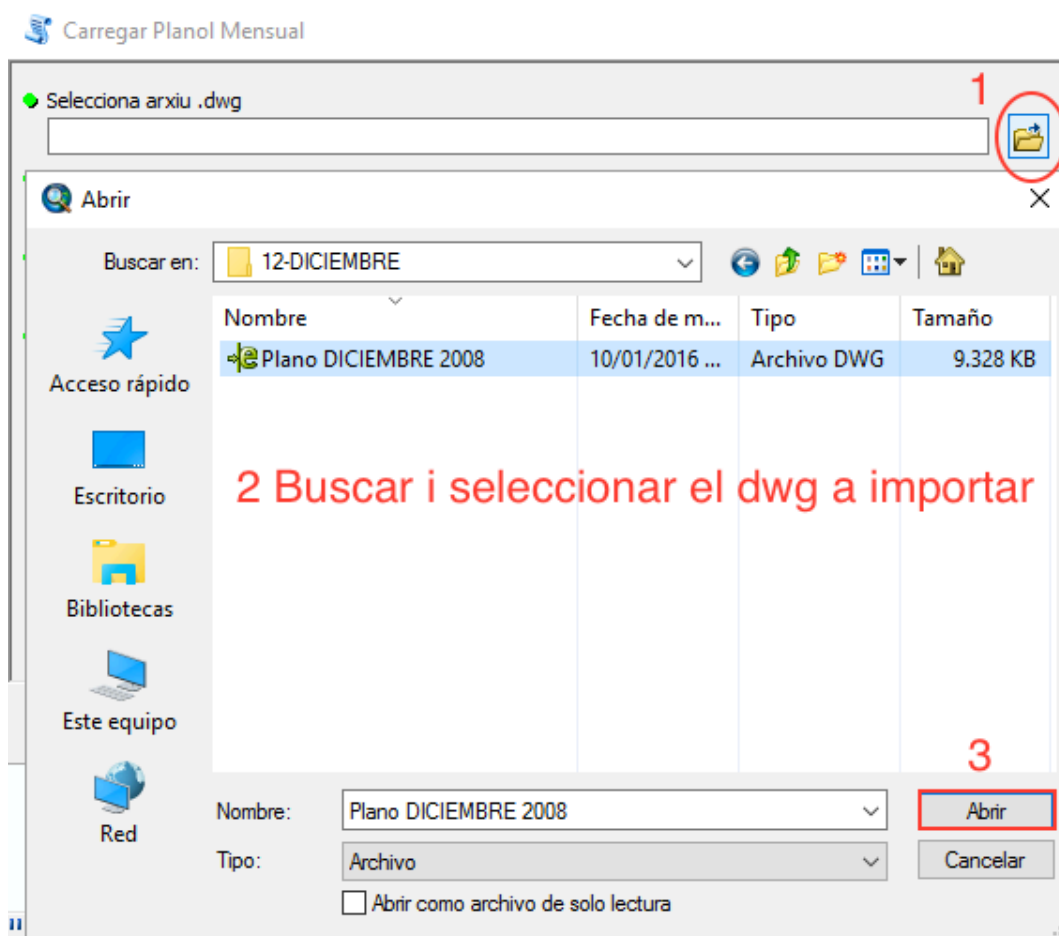 Carregar Planol Mensual
1
Selecciona arxiu .dwg
Abrir
Buscar en: 12-DICIEMBRE
Nombre Fecha de m... Tipo Tamaño
Plano DICIEMBRE 2008 10/01/2016 ... Archivo DWG 9.328 KB
Acceso rápido
2 Buscar i seleccionar el dwg a importar
Escritorio
Bibliotecas
Este equipo
3
Red
Nombre: Plano DICIEMBRE 2008 Abrir
Tipo: Archivo Cancelar
Abrir como archivo de solo lectura